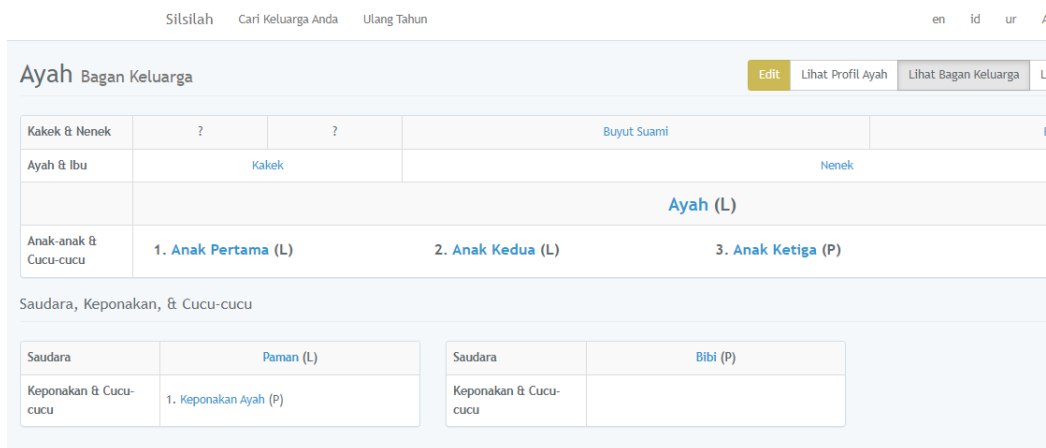 Silsilah Cari Keluarga Anda Ulang Tahun en id ur
Ayah Bagan Keluarga Edit Lihat Profil Ayah Lihat Bagan Keluarga
Kakek & Nenek ? ? Buyut Suami
Ayah & Ibu Kakek Nenek
Ayah (L)
Anak-anak &
Cucu-cucu
1. Anak Pertama (L) 2. Anak Kedua (L) 3. Anak Ketiga (P)
Saudara, Keponakan, & Cucu-cucu
Saudara Paman (L)
Keponakan & Cucu-
cucu
1. Keponakan Ayah (P)
Saudara Bibi (P)
Keponakan & Cucu-
cucu